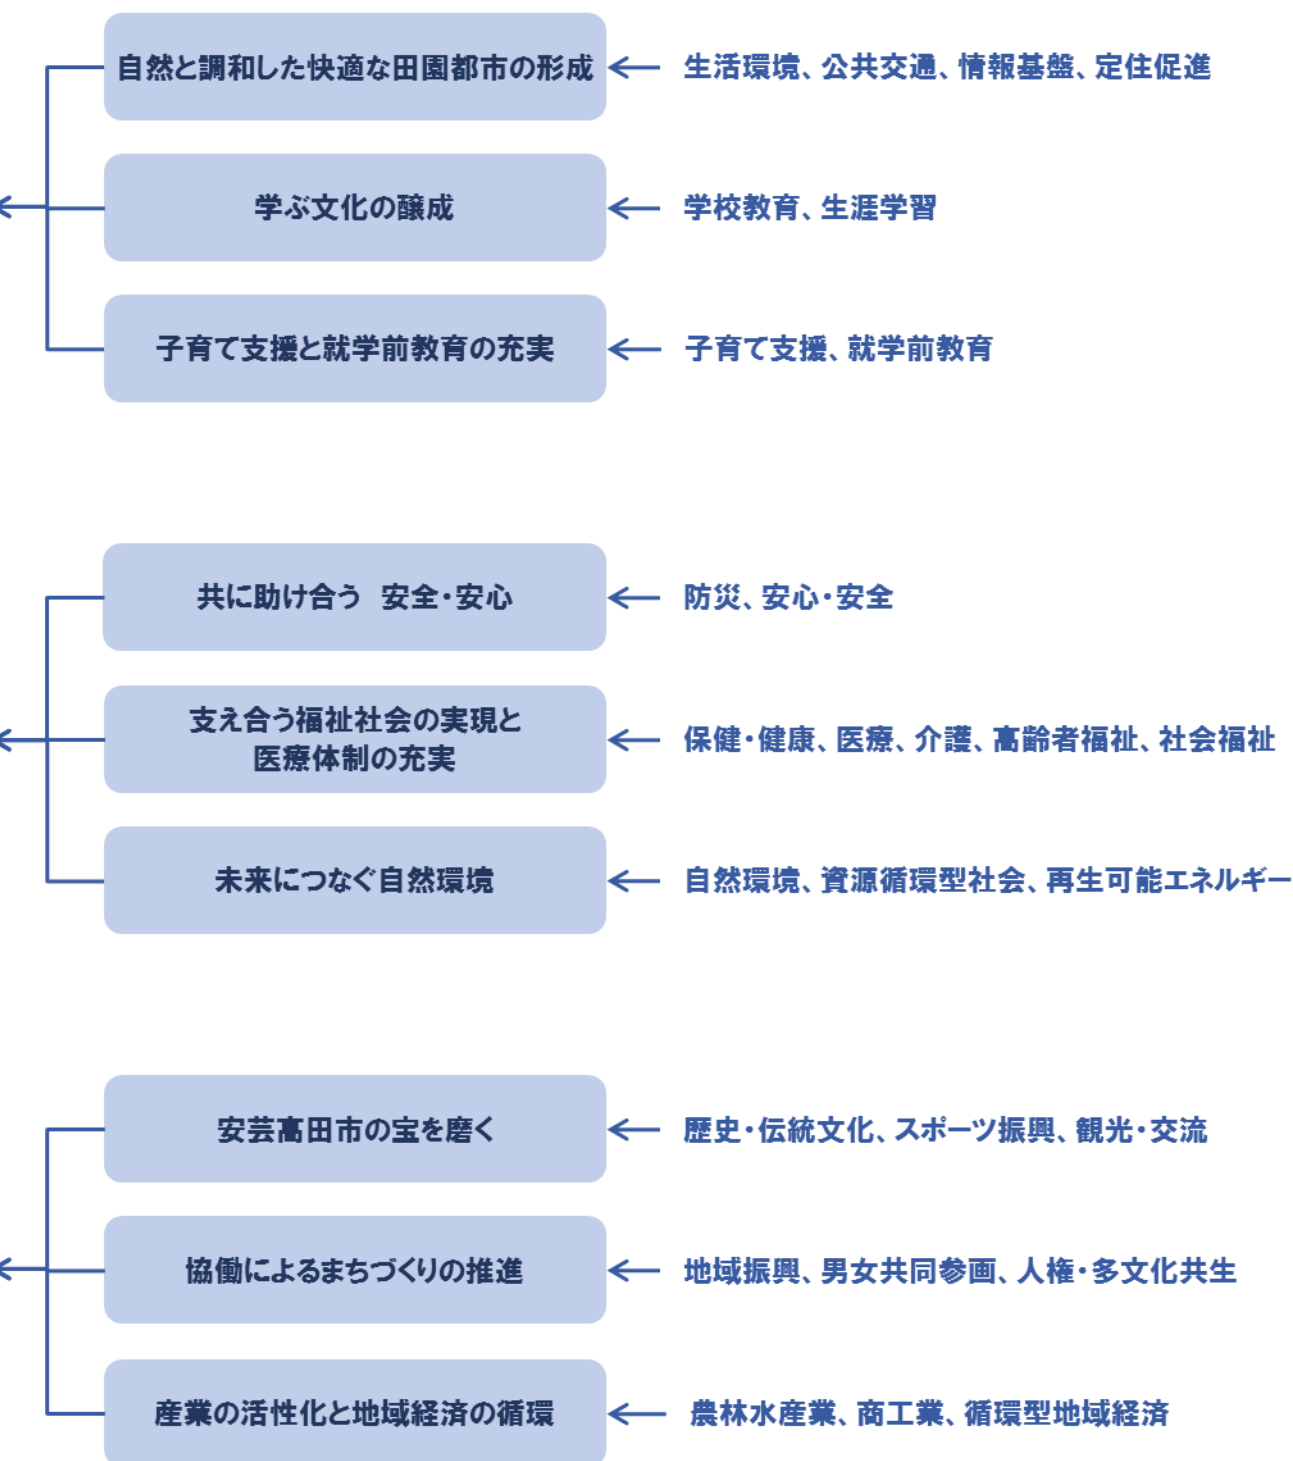 自然と調和した快適な田園都市の形成
生活環境、公共交通、情報基盤、定住促進
学ぶ文化の醸成
学校教育、生涯学習
子育て支援と就学前教育の充実
子育て支援、就学前教育
共に助け合う　安全・安心
防災、安心・安全
支え合う福祉社会の実現と
医療体制の充実
保健・健康、医療、介護、高齢者福祉、社会福祉
未来につなぐ自然環境
自然環境、資源循環型社会、再生可能エネルギー
安芸高田市の宝を磨く
歴史・伝統文化、スポーツ振興、観光・交流
協働によるまちづくりの推進
地域振興、男女共同参画、人権・多文化共生
産業の活性化と地域経済の循環
農林水産業、商工業、循環型地域経済